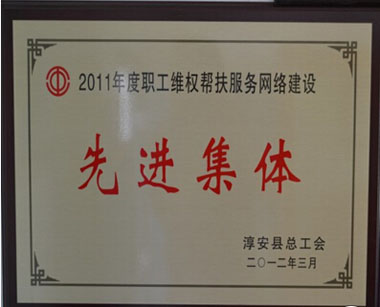 2011年度职工维权帮扶服务网络建设
先进集体
淳安县总工会
二〇一二年三月